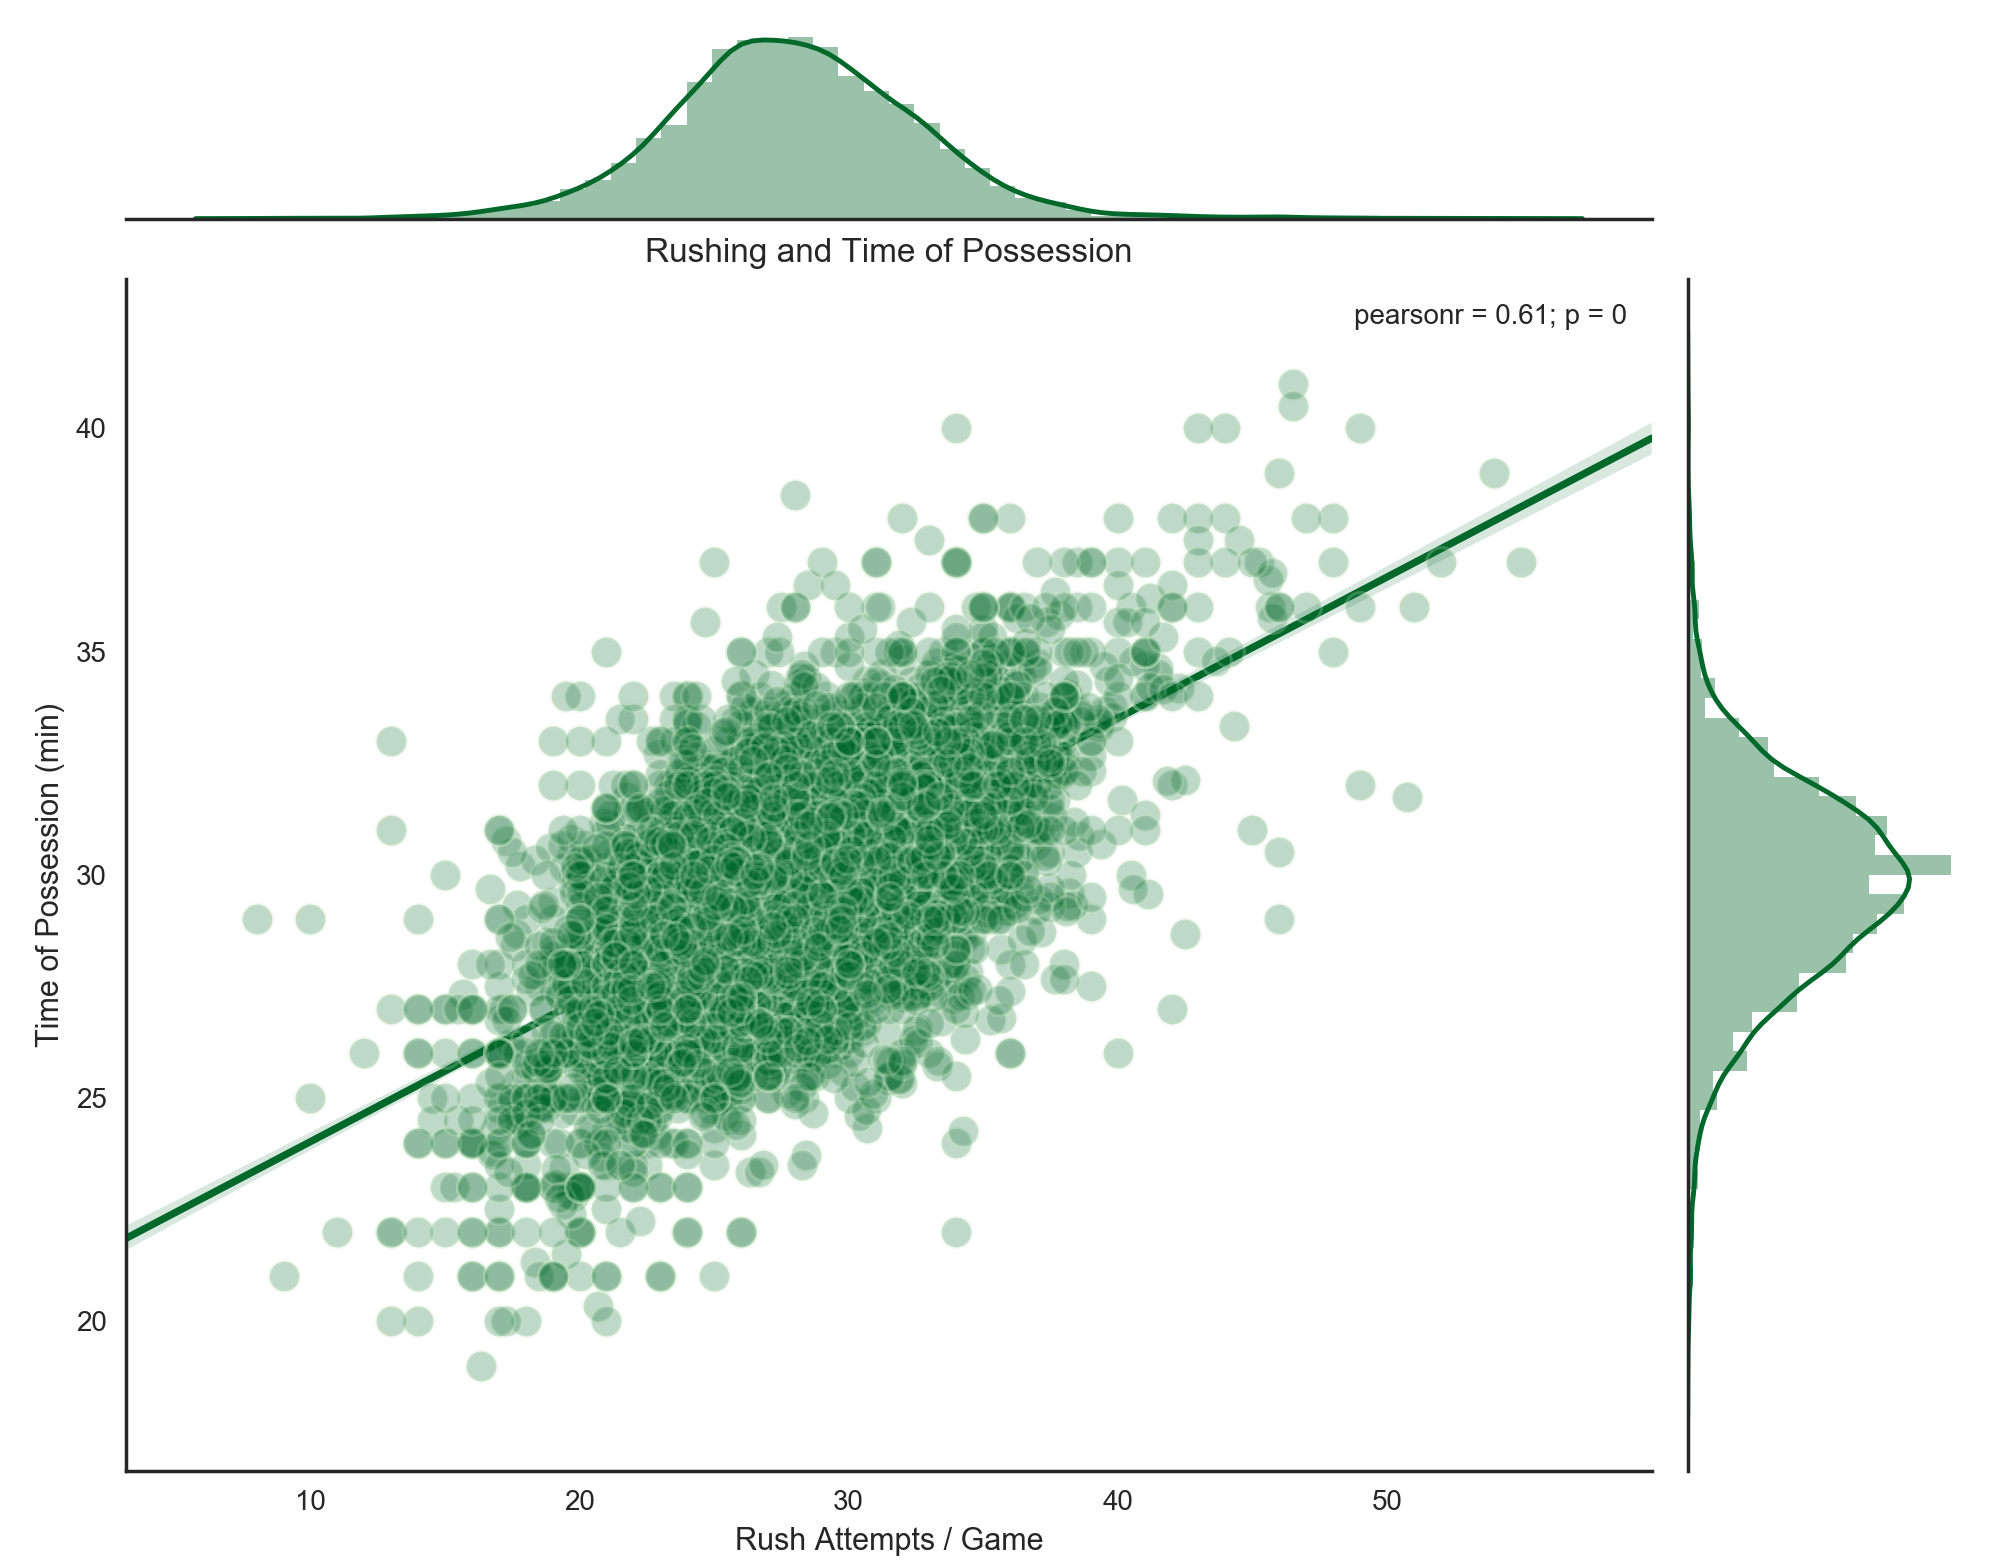 Rushing and Time of Possession
pearsonr = 0.61; p = 0
40
35
30
25
20
Time of Possession (min)
10 20 30 40 50
Rush Attempts / Game